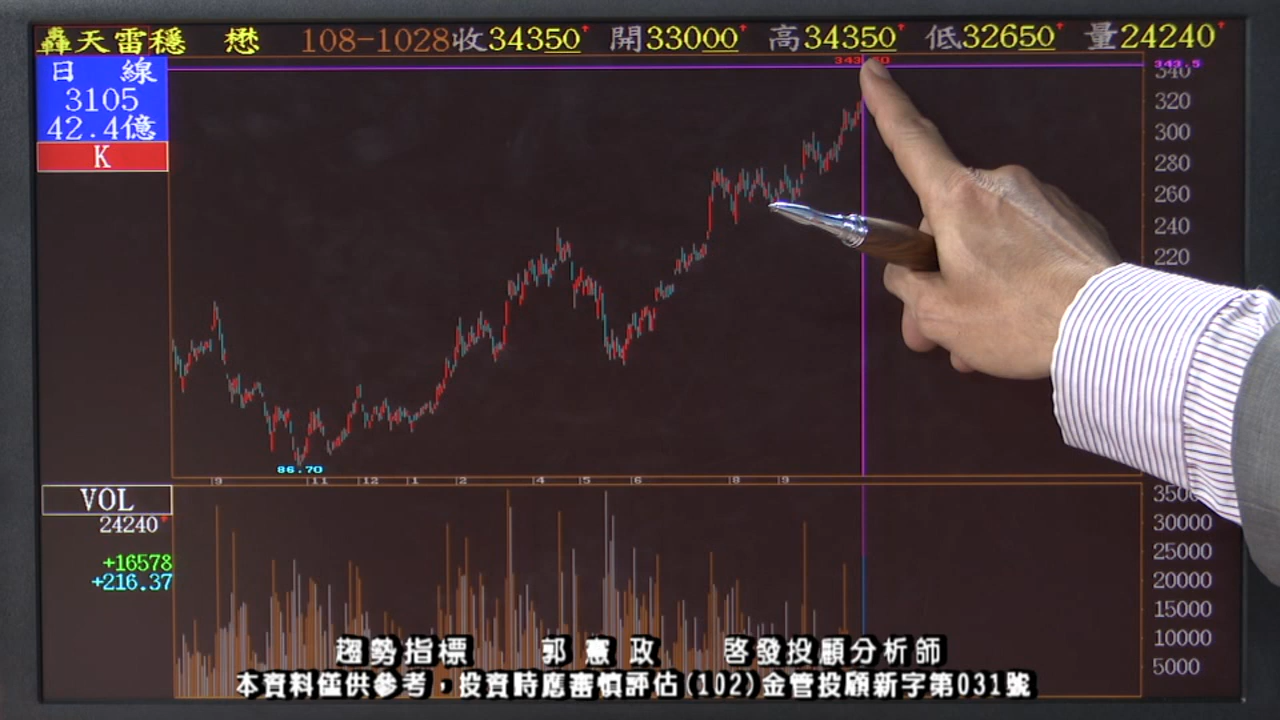 轟天雷穩 懋 108-1028收34350 開33000 高34350 低32650 量24240
日 線
3105
42.4億
K
343.5
340
320
300
280
260
240
220
86.70
9 11 12 1 2 4 5 6 8 9
VOL
24240
+16578
+216.37
30000
25000
20000
15000
10000
5000
趨勢指標 郭憲政 啓發投顧分析師
本資料僅供參考，投資時應審慎評估(102)金管投顧新字第031號